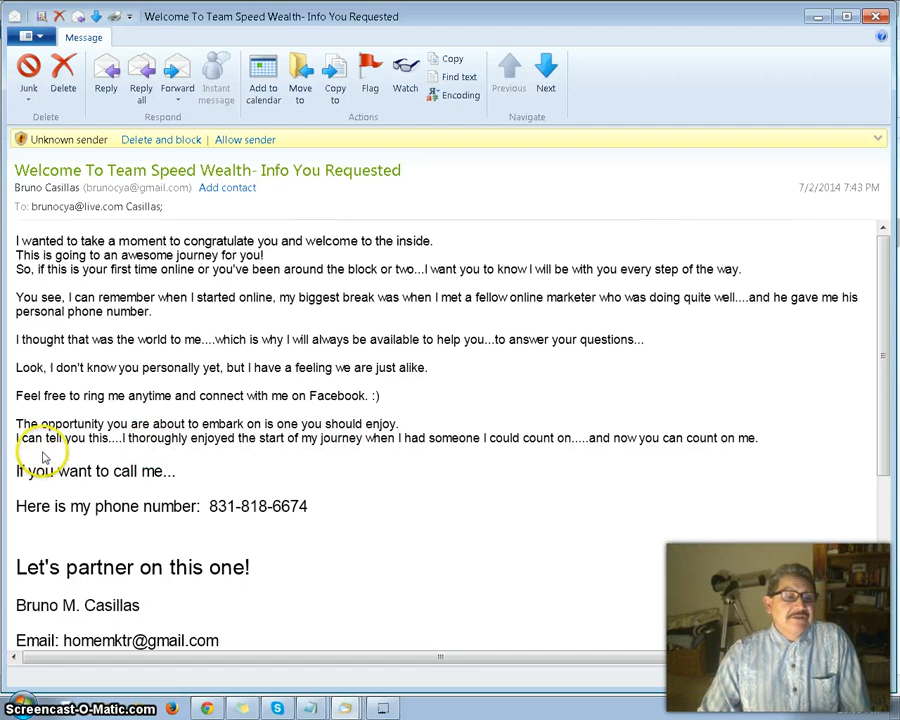 Welcome To Team Speed Wealth- Info You Requested
Message
Junk
Delete
Reply
Reply all
Forward
Instant message
Add to calendar
Move to
Copy to
Flag
Watch
Copy
Find text
Encoding
Previous
Next
Delete
Respond
Actions
Navigate
Unknown sender Delete and block | Allow sender
Welcome To Team Speed Wealth- Info You Requested
Bruno Casillas (brunocya@gmail.com) Add contact
7/2/2014 7:43 PM
To: brunocya@live.com Casillas;
I wanted to take a moment to congratulate you and welcome to the inside.
This is going to an awesome journey for you!
So, if this is your first time online or you've been around the block or two...I want you to know I will be with you every step of the way.
You see, I can remember when I started online, my biggest break was when I met a fellow online marketer who was doing quite well....and he gave me his
personal phone number.
I thought that was the world to me....which is why I will always be available to help you...to answer your questions...
Look, I don't know you personally yet, but I have a feeling we are just alike.
Feel free to ring me anytime and connect with me on Facebook. :)
The opportunity you are about to embark on is one you should enjoy.
I can tell you this....I thoroughly enjoyed the start of my journey when I had someone I could count on.....and now you can count on me.
If you want to call me...
Here is my phone number: 831-818-6674
Let's partner on this one!
Bruno M. Casillas
Email: homemktr@gmail.com
Screencast-O-Matic.com